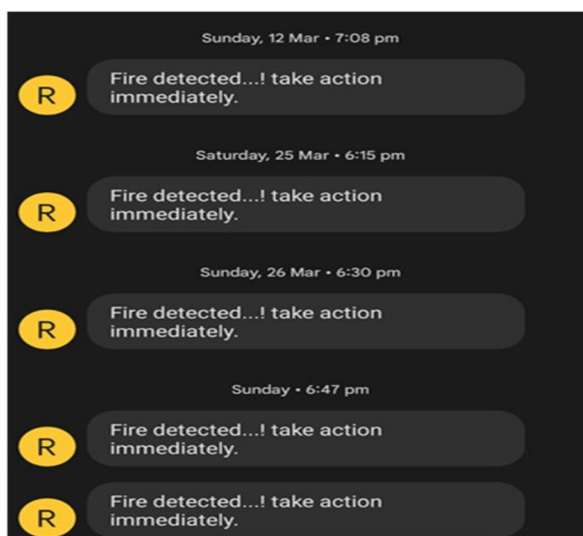 Sunday, 12 Mar • 7:08 pm
R
Fire detected...! take action
immediately.
Saturday, 25 Mar • 6:15 pm
R
Fire detected...! take action
immediately.
Sunday, 26 Mar • 6:30 pm
R
Fire detected...! take action
immediately.
Sunday • 6:47 pm
R
Fire detected...! take action
immediately.
R
Fire detected...! take action
immediately.